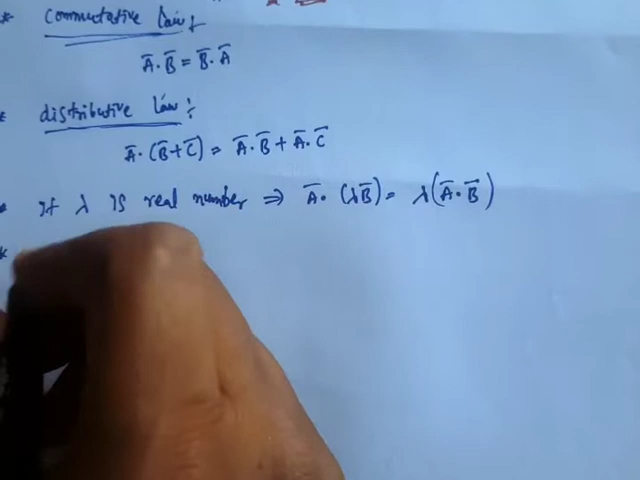 * commutative law:
A̅.B̅ = B̅.A̅
* distributive law:
A̅.(B̅+C̅) = A̅.B̅ + A̅.C̅
* If λ is real number ⇒ A̅.(λB̅) = λ(A̅.B̅)
*